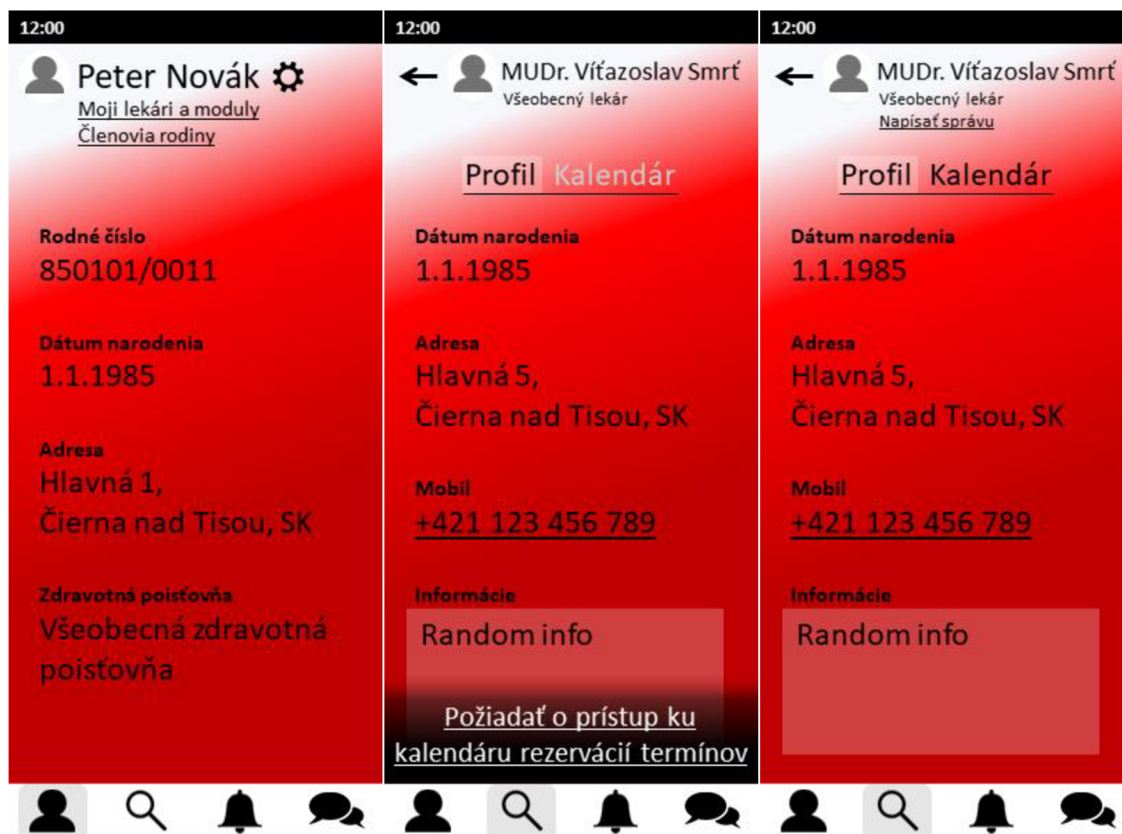 12:00
Peter Novák
Moji lekári a moduly
Členovia rodiny
Rodné číslo
850101/0011
Dátum narodenia
1.1.1985
Adresa
Hlavná 1,
Čierna nad Tisou, SK
Zdravotná poisťovňa
Všeobecná zdravotná
poisťovňa
12:00
MUDr. Víťazoslav Smrť
Všeobecný lekár
Profil Kalendár
Dátum narodenia
1.1.1985
Adresa
Hlavná 5,
Čierna nad Tisou, SK
Mobil
+421 123 456 789
Informácie
Random info
Požiadať o prístup ku
kalendáru rezervácií termínov
12:00
MUDr. Víťazoslav Smrť
Všeobecný lekár
Napísať správu
Profil Kalendár
Dátum narodenia
1.1.1985
Adresa
Hlavná 5,
Čierna nad Tisou, SK
Mobil
+421 123 456 789
Informácie
Random info